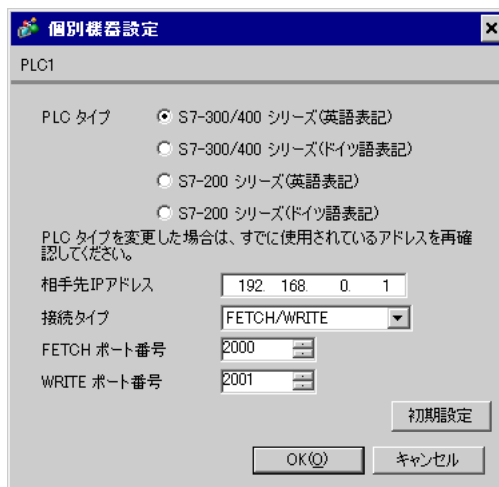 個別機器設定
PLC1
PLC タイプ
S7-300/400 シリーズ(英語表記)
S7-300/400 シリーズ(ドイツ語表記)
S7-200 シリーズ(英語表記)
S7-200 シリーズ(ドイツ語表記)
PLC タイプを変更した場合は、すでに使用されているアドレスを再確
認してください。
相手先IPアドレス 192. 168. 0. 1
接続タイプ FETCH/WRITE
FETCH ポート番号 2000
WRITE ポート番号 2001
初期設定
OK(O) キャンセル